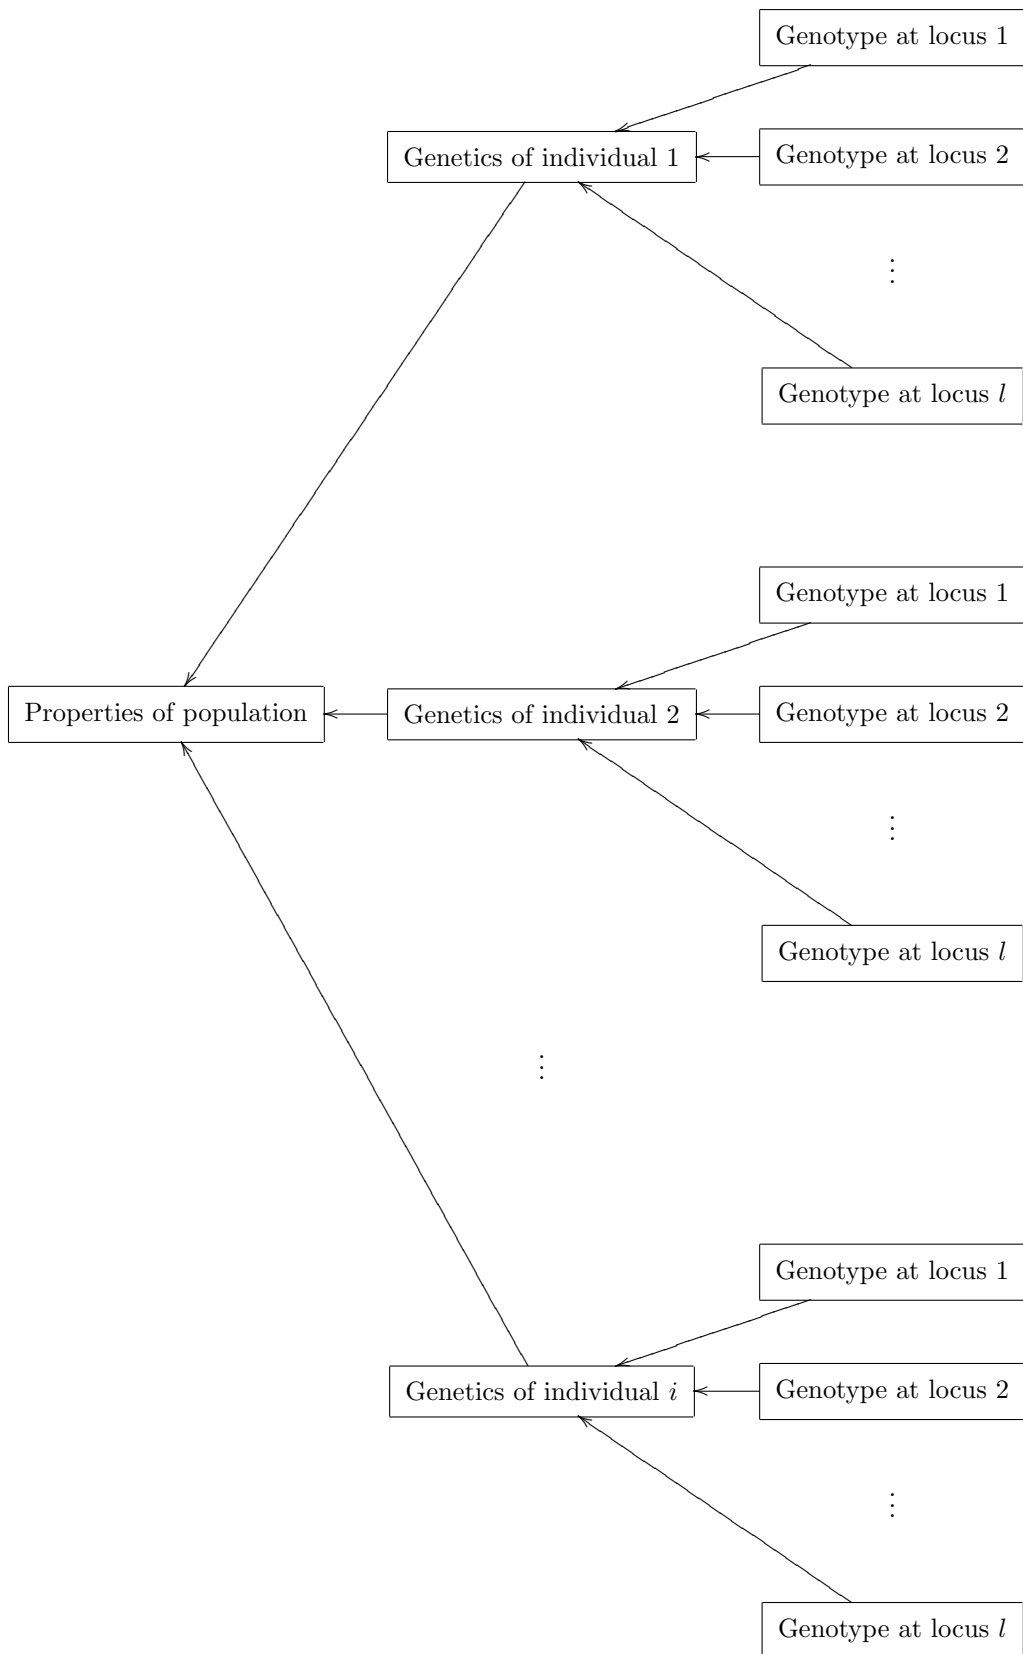 Genotype at locus 1
Genetics of individual 1
Genotype at locus 2
⋮
Genotype at locus l
Genotype at locus 1
Properties of population
Genetics of individual 2
Genotype at locus 2
⋮
Genotype at locus l
⋮
Genotype at locus 1
Genetics of individual i
Genotype at locus 2
⋮
Genotype at locus l